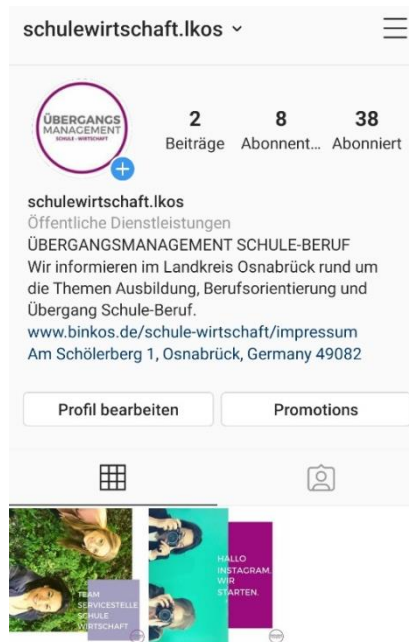 schulewirtschaft.lkos
ÜBERGANGS
MANAGEMENT
SCHULE - WIRTSCHAFT
2 8 38
Beiträge Abonnent... Abonniert
schulewirtschaft.lkos
Öffentliche Dienstleistungen
ÜBERGANGSMANAGEMENT SCHULE-BERUF
Wir informieren im Landkreis Osnabrück rund um
die Themen Ausbildung, Berufsorientierung und
Übergang Schule-Beruf.
www.binkos.de/schule-wirtschaft/impressum
Am Schölerberg 1, Osnabrück, Germany 49082
Profil bearbeiten Promotions
TEAM
SERVICESTELLE
SCHULE
WIRTSCHAFT
HALLO
INSTAGRAM.
WIR
STARTEN.